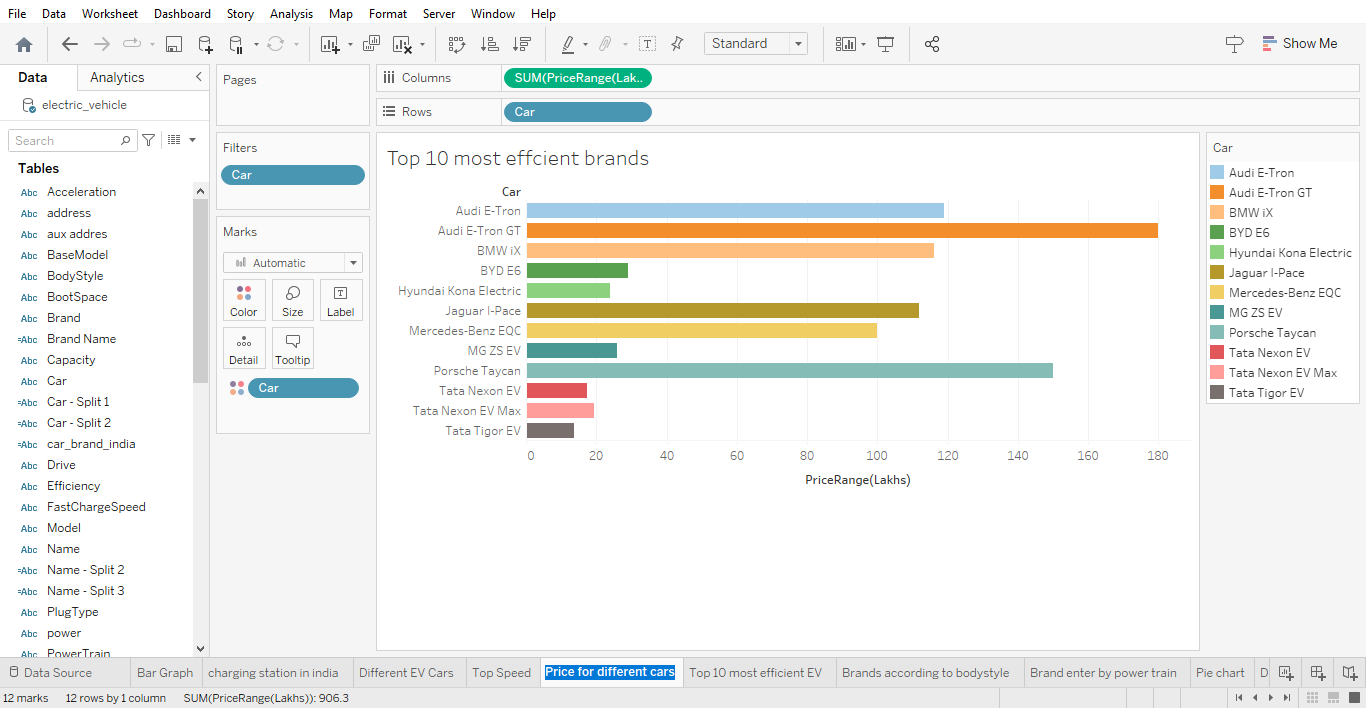 File Data Worksheet Dashboard Story Analysis Map Format Server Window Help
Standard
Show Me
Data Analytics
electric_vehicle
Search
Tables
Abc Acceleration
Abc address
Abc aux addres
Abc BaseModel
Abc BodyStyle
Abc BootSpace
Abc Brand
=Abc Brand Name
Abc Capacity
Abc Car
=Abc Car - Split 1
=Abc Car - Split 2
=Abc car_brand_india
Abc Drive
Abc Efficiency
Abc FastChargeSpeed
Abc Model
Abc Name
=Abc Name - Split 2
=Abc Name - Split 3
Abc PlugType
Abc power
Abc PowerTrain
Pages
Filters
Car
Marks
Automatic
Color Size Label
Detail Tooltip
Car
Columns SUM(PriceRange(Lak..
Rows Car
Top 10 most effcient brands
Car
Audi E-Tron
Audi E-Tron GT
BMW iX
BYD E6
Hyundai Kona Electric
Jaguar I-Pace
Mercedes-Benz EQC
MG ZS EV
Porsche Taycan
Tata Nexon EV
Tata Nexon EV Max
Tata Tigor EV
0 20 40 60 80 100 120 140 160 180
PriceRange(Lakhs)
Car
Audi E-Tron
Audi E-Tron GT
BMW iX
BYD E6
Hyundai Kona Electric
Jaguar I-Pace
Mercedes-Benz EQC
MG ZS EV
Porsche Taycan
Tata Nexon EV
Tata Nexon EV Max
Tata Tigor EV
Data Source Bar Graph charging station in india Different EV Cars Top Speed Price for different cars Top 10 most efficient EV Brands according to bodystyle Brand enter by power train Pie chart D
12 marks 12 rows by 1 column SUM(PriceRange(Lakhs)): 906.3